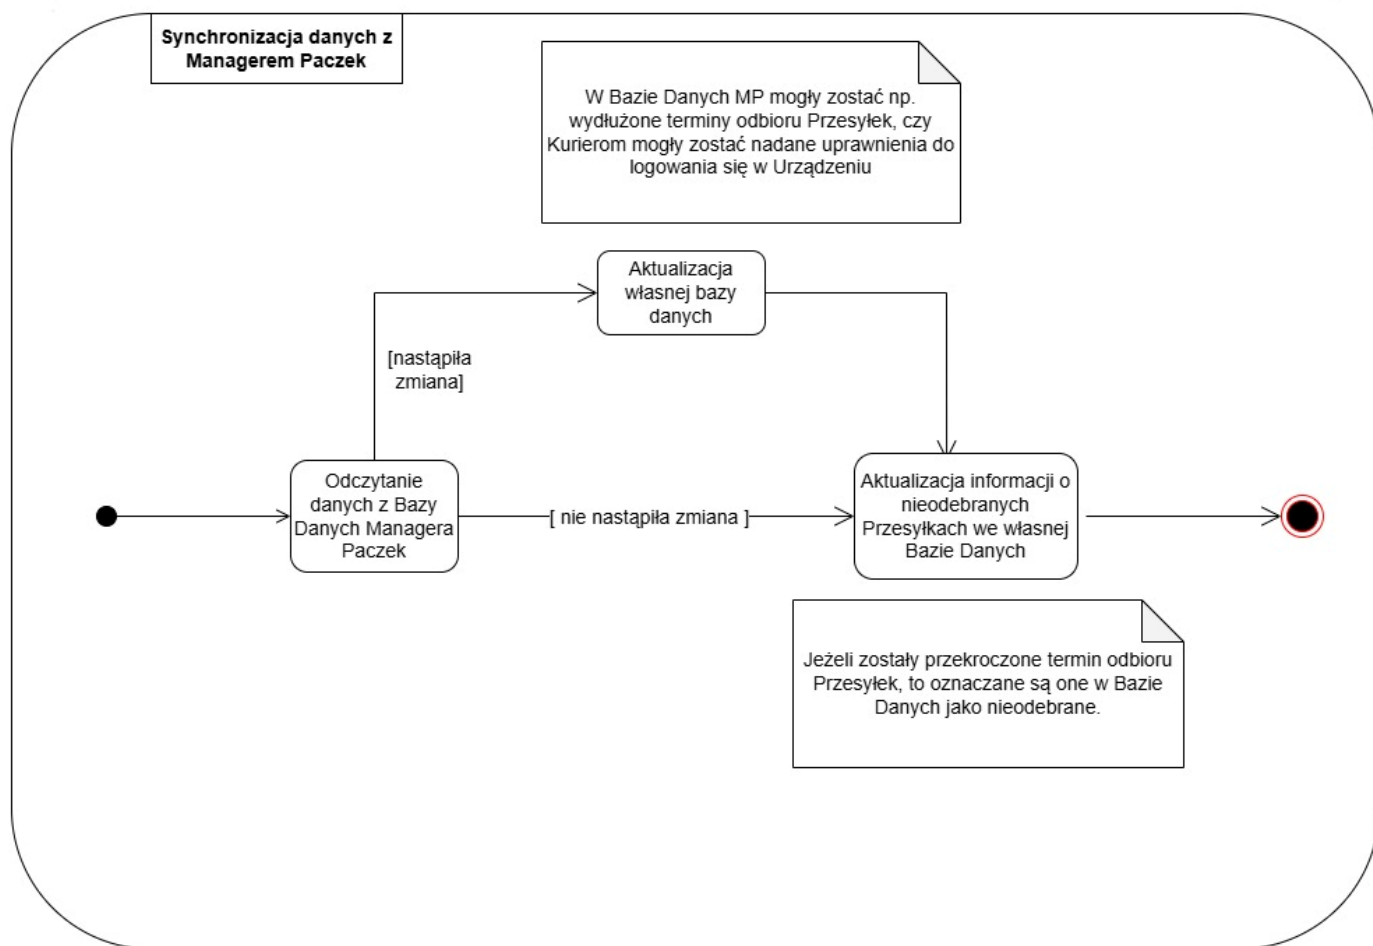 Synchronizacja danych z
Managerem Paczek
W Bazie Danych MP mogły zostać np.
wydłużone terminy odbioru Przesyłek, czy
Kurierom mogły zostać nadane uprawnienia do
logowania się w Urządzeniu
Aktualizacja
własnej bazy
danych
[nastąpiła
zmiana]
Odczytanie
danych z Bazy
Danych Managera
Paczek
[ nie nastąpiła zmiana ]
Aktualizacja informacji o
nieodebranych
Przesyłkach we własnej
Bazie Danych
Jeżeli zostały przekroczone termin odbioru
Przesyłek, to oznaczane są one w Bazie
Danych jako nieodebrane.